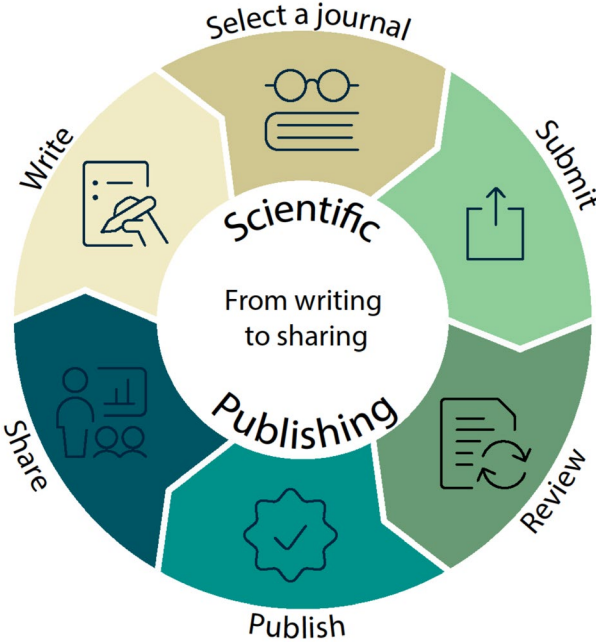 Select a journal
Submit
Review
Publish
Share
Write
Scientific
From writing
to sharing
Publishing